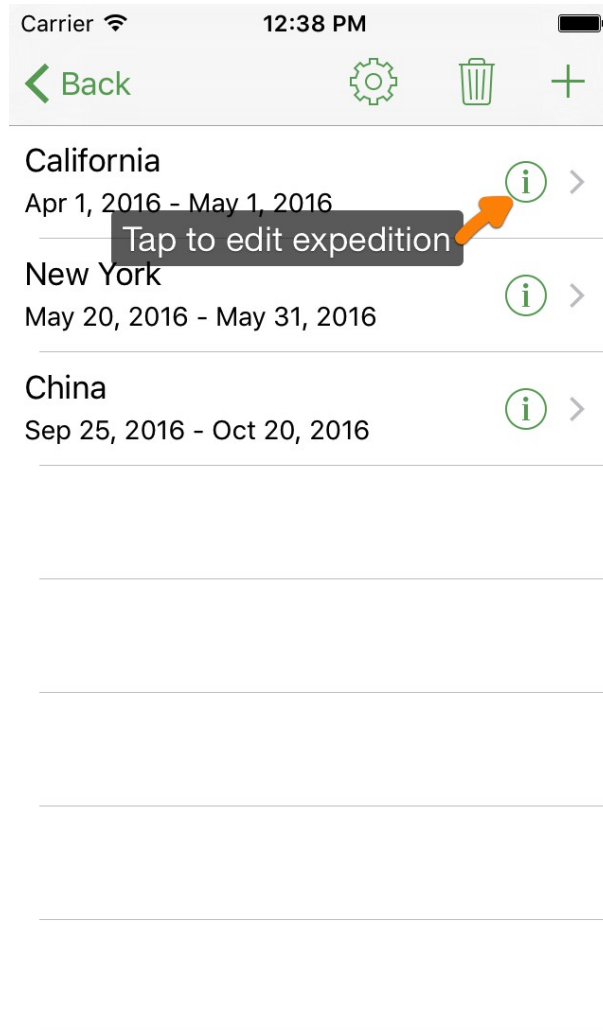 Carrier 12:38 PM
Back
California
Apr 1, 2016 - May 1, 2016
Tap to edit expedition
New York
May 20, 2016 - May 31, 2016
China
Sep 25, 2016 - Oct 20, 2016